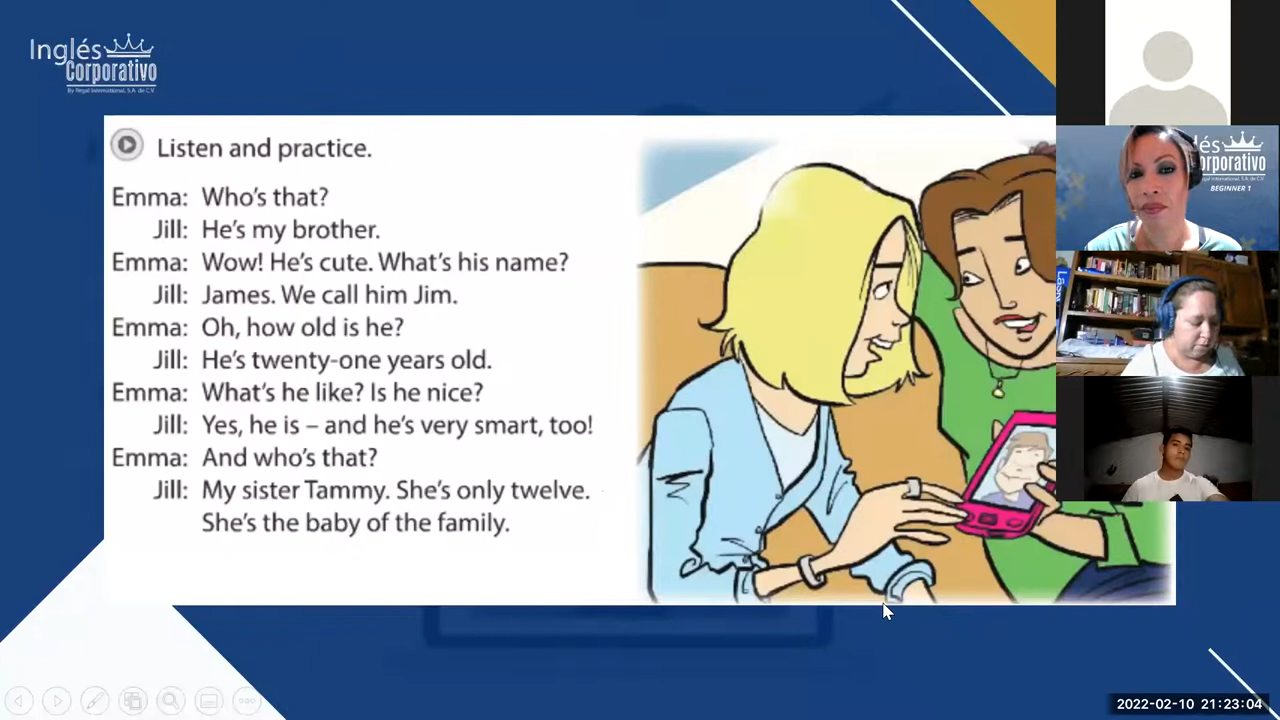 Inglés
Corporativo
By Regal International, S.A. de C.V.
Listen and practice.
Emma: Who's that?
Jill: He's my brother.
Emma: Wow! He's cute. What's his name?
Jill: James. We call him Jim.
Emma: Oh, how old is he?
Jill: He's twenty-one years old.
Emma: What's he like? Is he nice?
Jill: Yes, he is – and he's very smart, too!
Emma: And who's that?
Jill: My sister Tammy. She's only twelve.
She's the baby of the family.
BEGINNER 1
2022-02-10 21:23:04